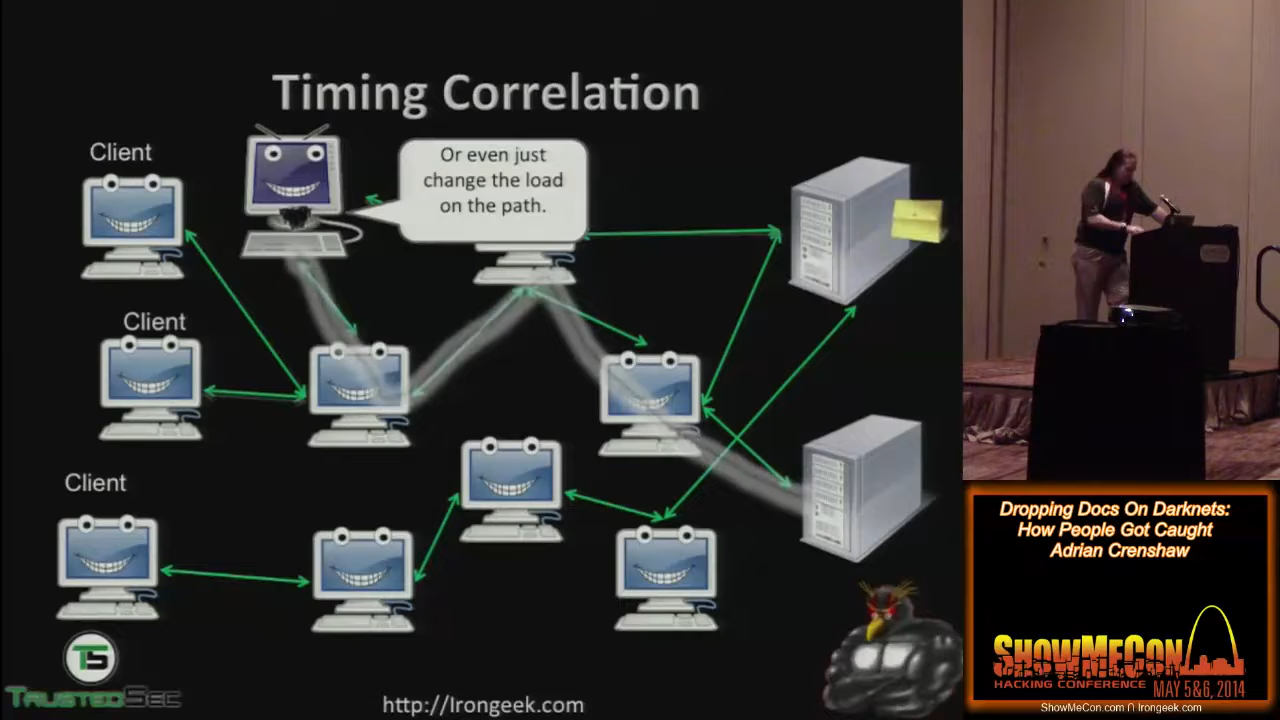 Timing Correlation
Client
Or even just
change the load
on the path.
Client
Client
TS
TRUSTEDSEC
http://Irongeek.com
Dropping Docs On Darknets:
How People Got Caught
Adrian Crenshaw
SHOWMECON
HACKING CONFERENCE MAY 5&6, 2014
ShowMeCon.com ∩ Irongeek.com